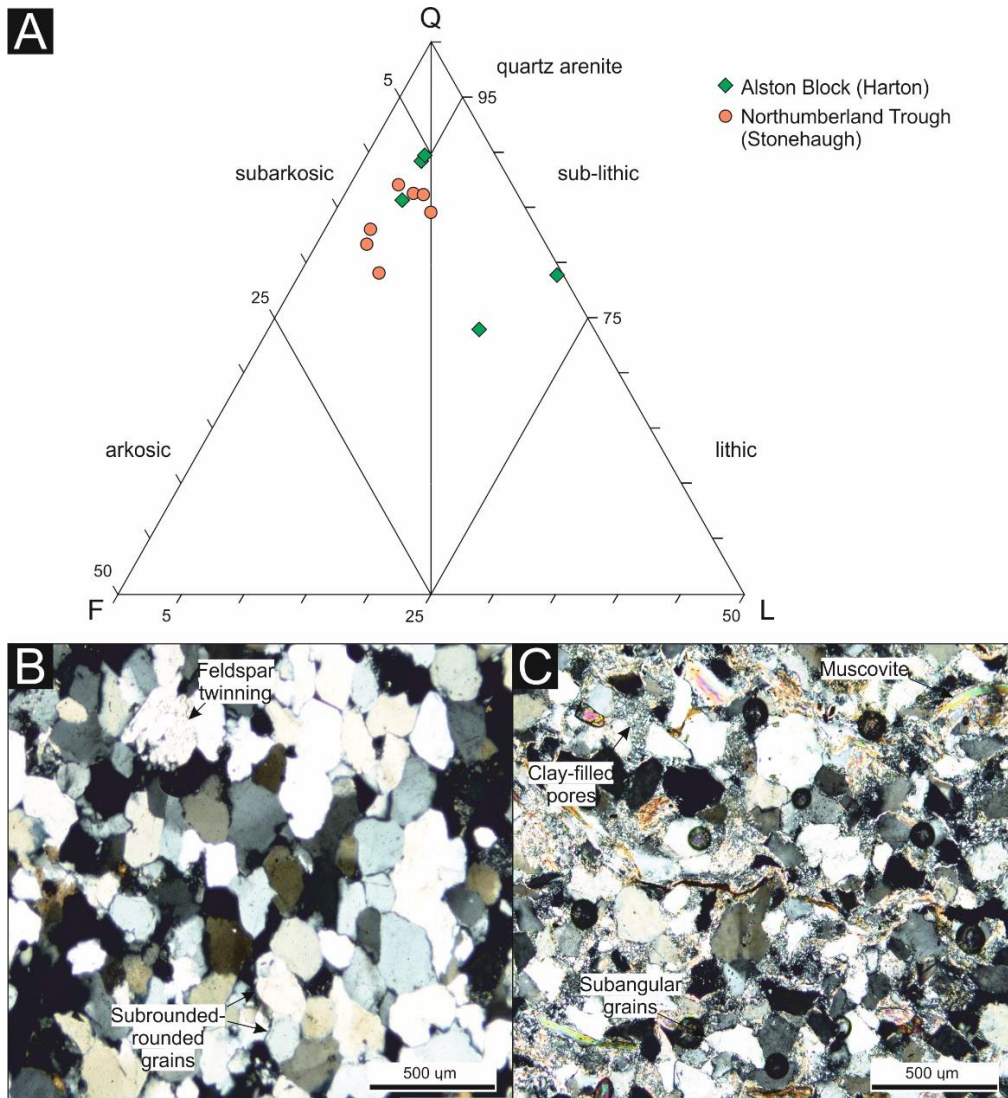 A
Q
quartz arenite
5
95
Alston Block (Harton)
Northumberland Trough
(Stonehaugh)
subarkosic
sub-lithic
25
75
arkosic
lithic
50
F
5
25
50
L
B
Feldspar
twinning
Subrounded-
rounded
grains
500 µm
C
Muscovite
Clay-filled
pores
Subangular
grains
500 µm